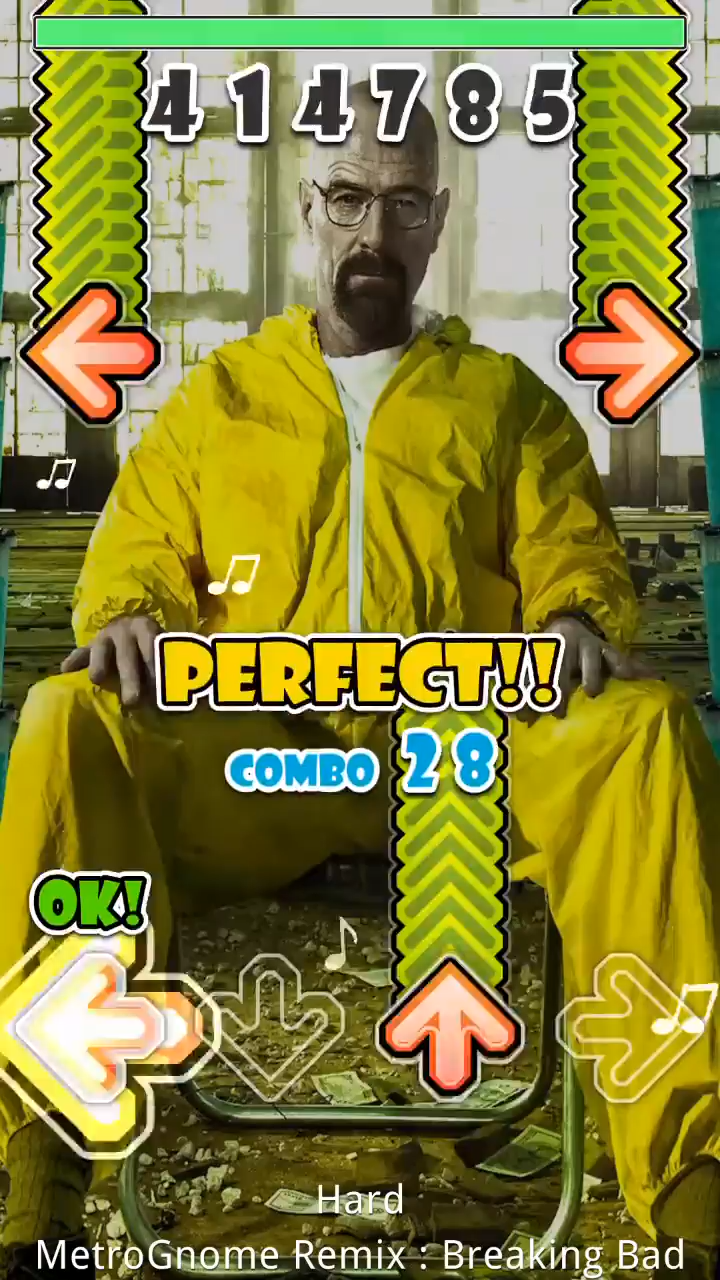 414785
PERFECT!!
COMBO 28
OK!
Hard
MetroGnome Remix : Breaking Bad